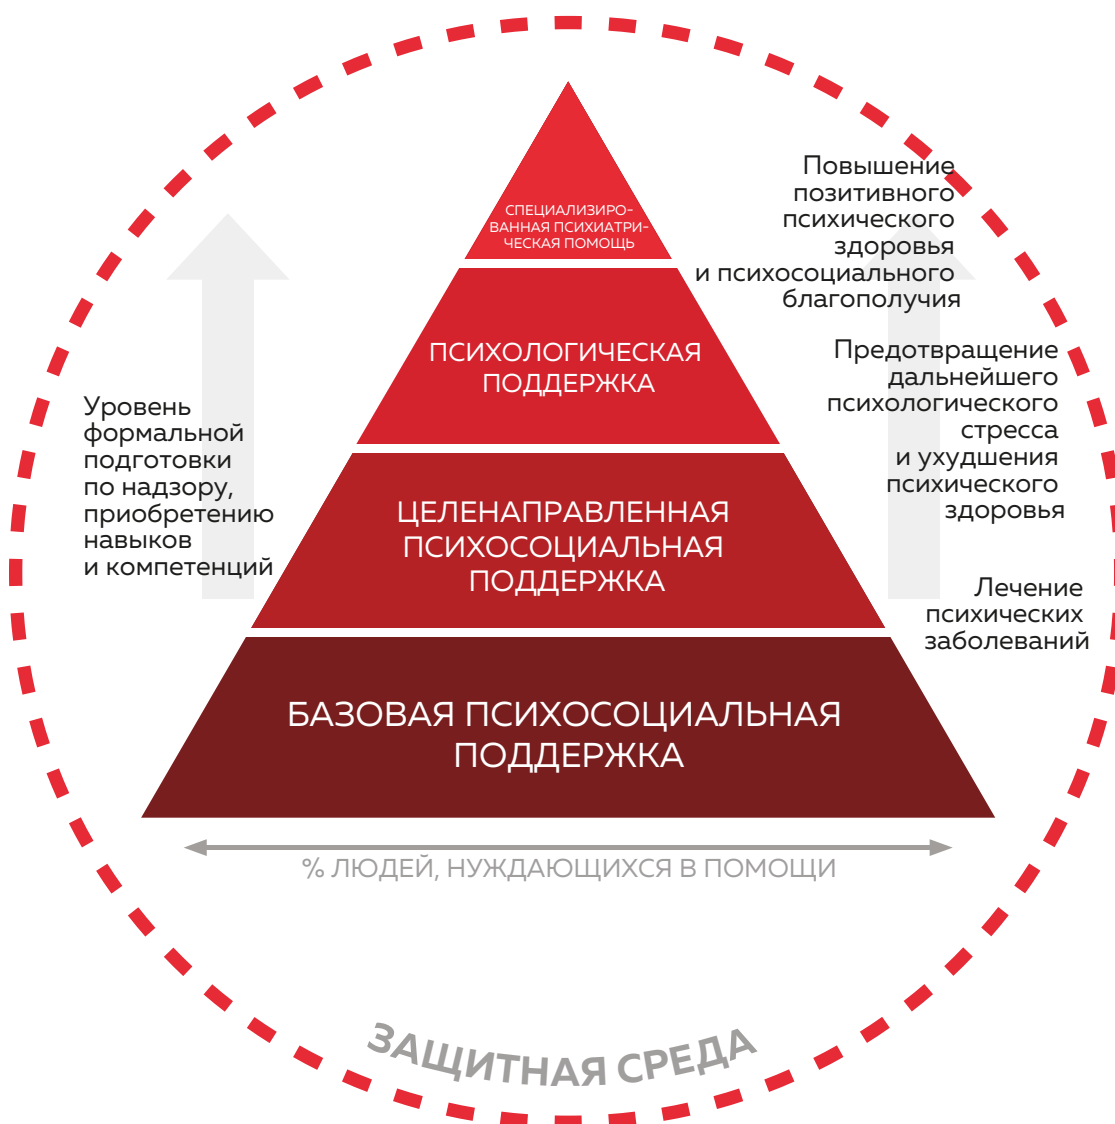 Повышение
позитивного
психического
здоровья
и психосоциального
благополучия
СПЕЦИАЛИЗИРО-
ВАННАЯ ПСИХИАТРИ-
ЧЕСКАЯ ПОМОЩЬ
ПСИХОЛОГИЧЕСКАЯ
ПОДДЕРЖКА
Предотвращение
дальнейшего
психологического
стресса
и ухудшения
психического
здоровья
Уровень
формальной
подготовки
по надзору,
приобретению
навыков
и компетенций
ЦЕЛЕНАПРАВЛЕННАЯ
ПСИХОСОЦИАЛЬНАЯ
ПОДДЕРЖКА
Лечение
психических
заболеваний
БАЗОВАЯ ПСИХОСОЦИАЛЬНАЯ
ПОДДЕРЖКА
% ЛЮДЕЙ, НУЖДАЮЩИХСЯ В ПОМОЩИ
ЗАЩИТНАЯ СРЕДА